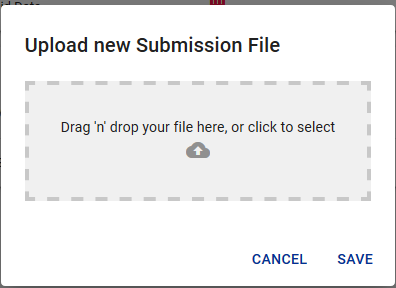 Upload new Submission File
Drag 'n' drop your file here, or click to select
CANCEL SAVE